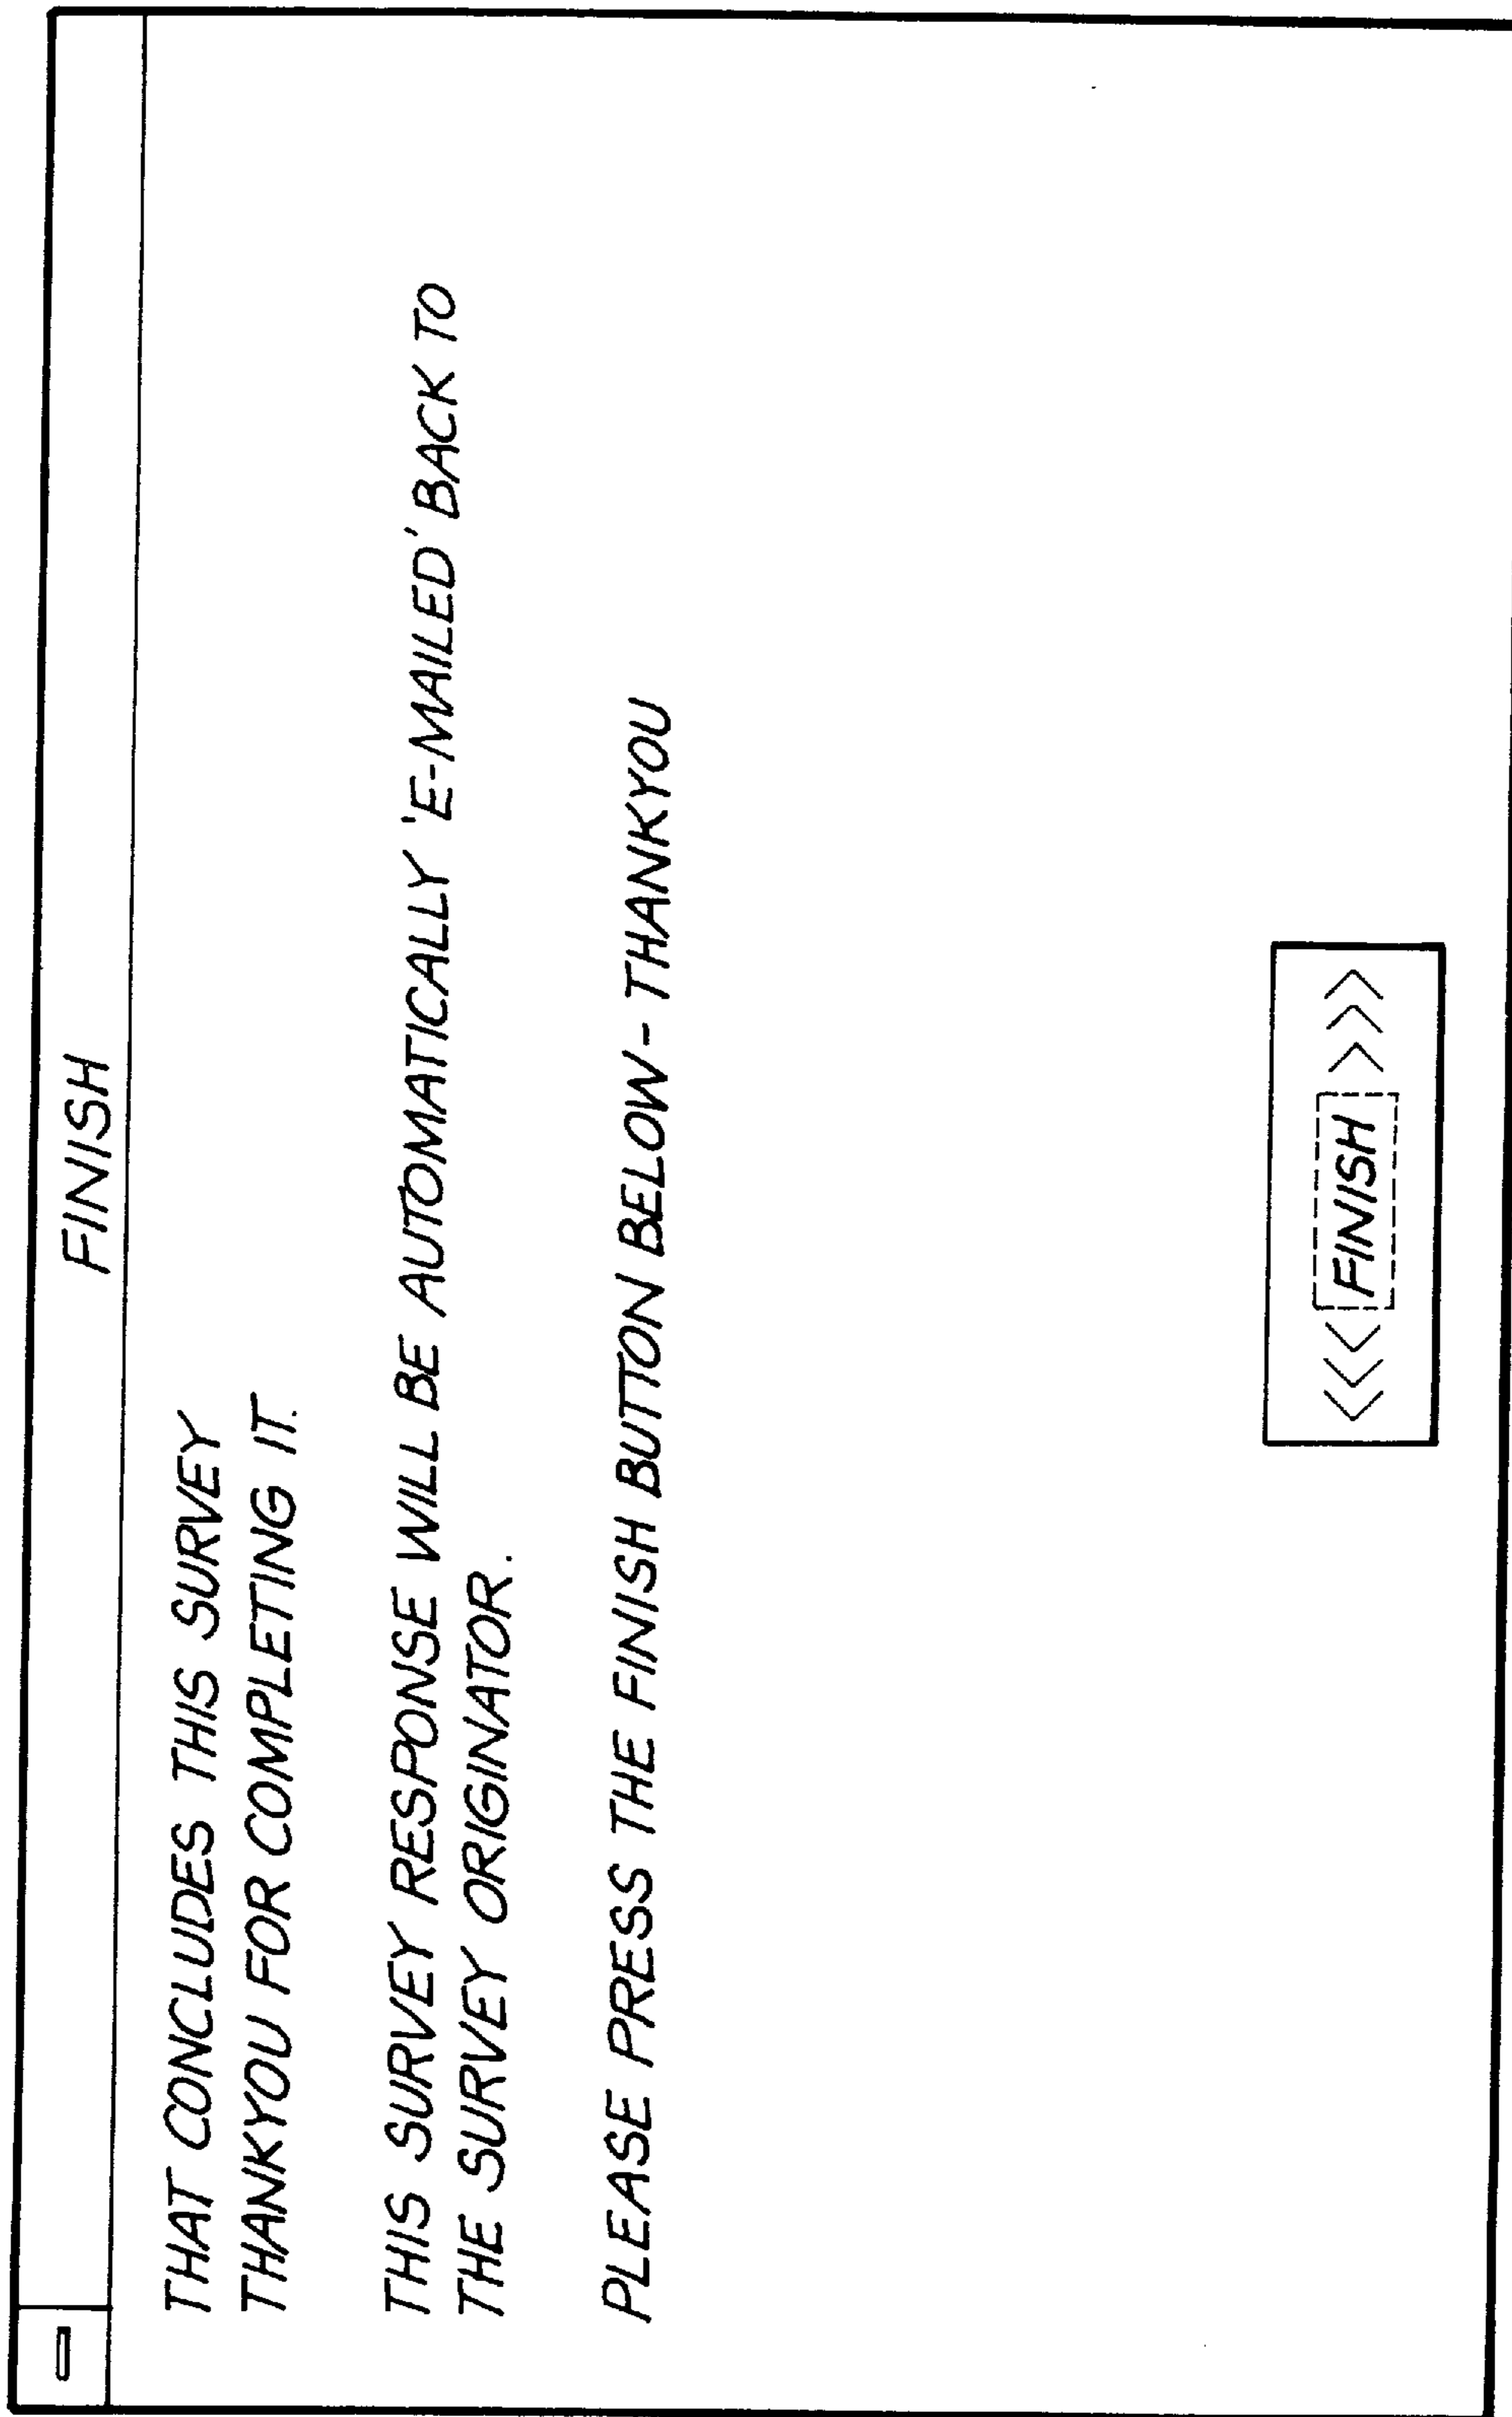 FINISH
THAT CONCLUDES THIS SURVEY
THANKYOU FOR COMPLETING IT.
THIS SURVEY RESPONSE WILL BE AUTOMATICALLY 'E-MAILED' BACK TO
THE SURVEY ORIGINATOR.
PLEASE PRESS THE FINISH BUTTON BELOW-THANKYOU
<<< FINISH >>>